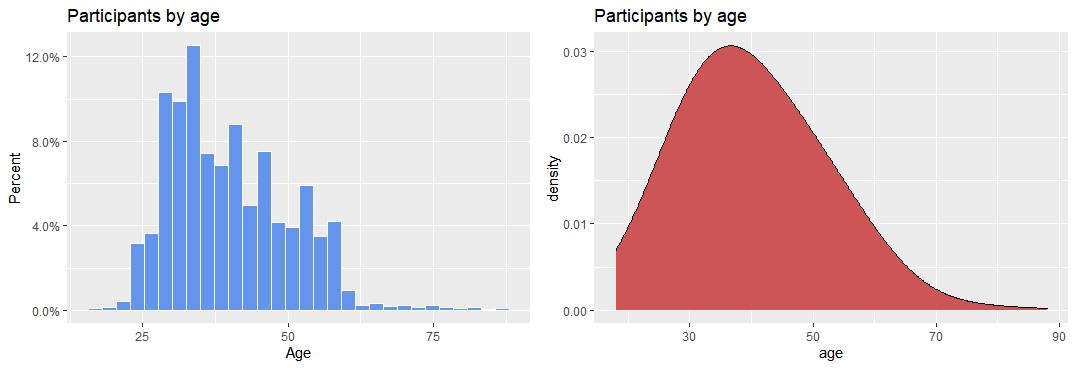 Participants by age
Percent
12.0%
8.0%
4.0%
0.0%
25 50 75
Age
Participants by age
density
0.03
0.02
0.01
0.00
30 50 70 90
age